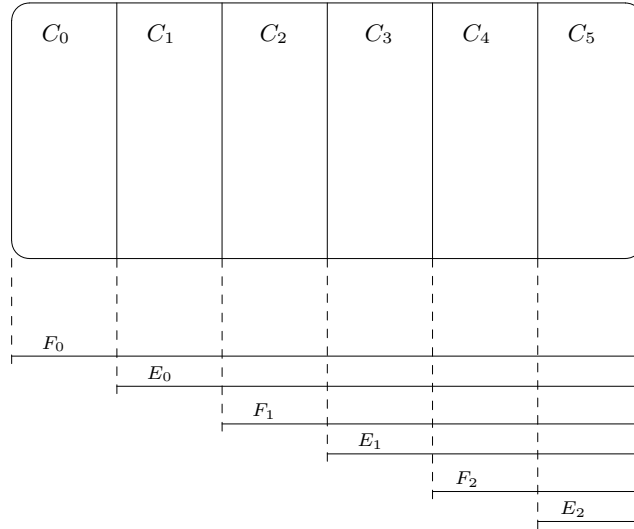 C₀ C₁ C₂ C₃ C₄ C₅
F₀
E₀
F₁
E₁
F₂
E₂